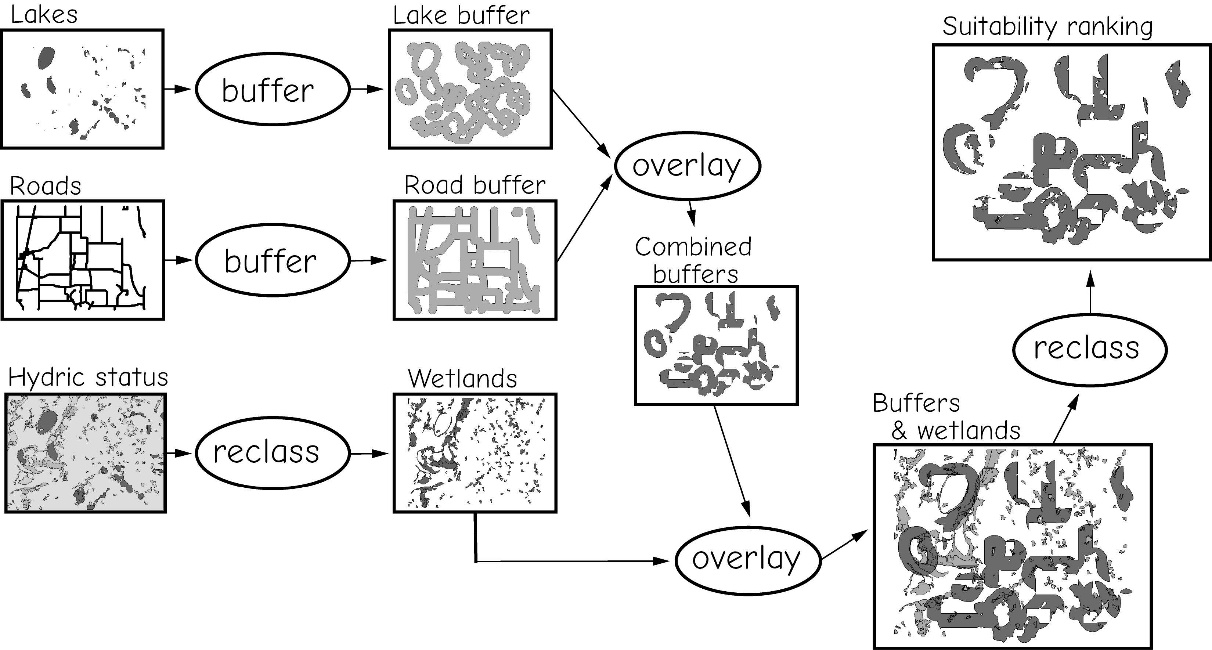 Lakes
buffer
Lake buffer
Suitability ranking
overlay
Roads
buffer
Road buffer
Combined
buffers
Hydric status
reclass
Wetlands
reclass
Buffers
& wetlands
overlay